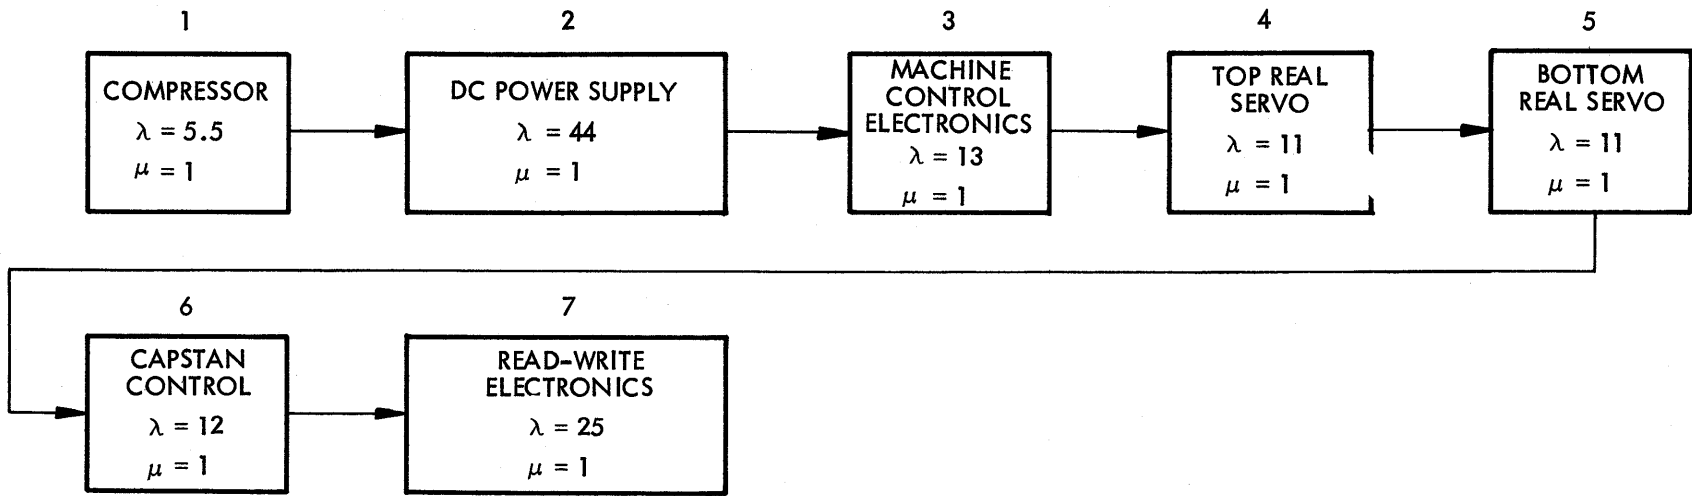 1
2
3
4
5
COMPRESSOR
λ = 5.5
μ = 1
DC POWER SUPPLY
λ = 44
μ = 1
MACHINE
CONTROL
ELECTRONICS
λ = 13
μ = 1
TOP REAL
SERVO
λ = 11
μ = 1
BOTTOM
REAL SERVO
λ = 11
μ = 1
6
7
CAPSTAN
CONTROL
λ = 12
μ = 1
READ-WRITE
ELECTRONICS
λ = 25
μ = 1